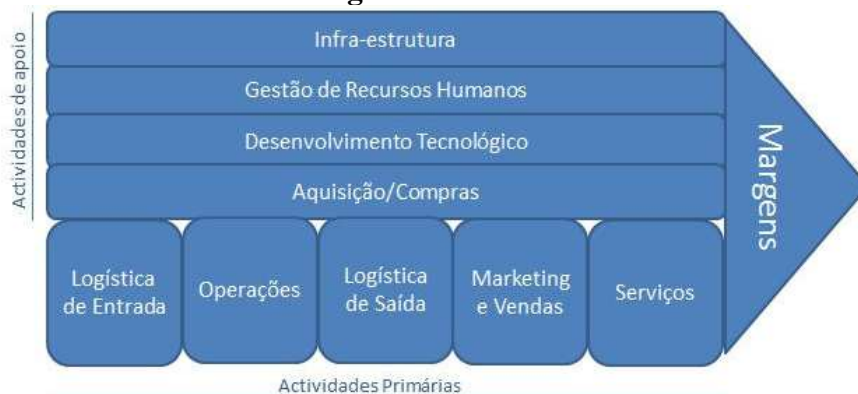 Actividades de apoio
Infra-estrutura
Gestão de Recursos Humanos
Desenvolvimento Tecnológico
Aquisição/Compras
Logística
de Entrada
Operações
Logística
de Saída
Marketing
e Vendas
Serviços
Margens
Actividades Primárias